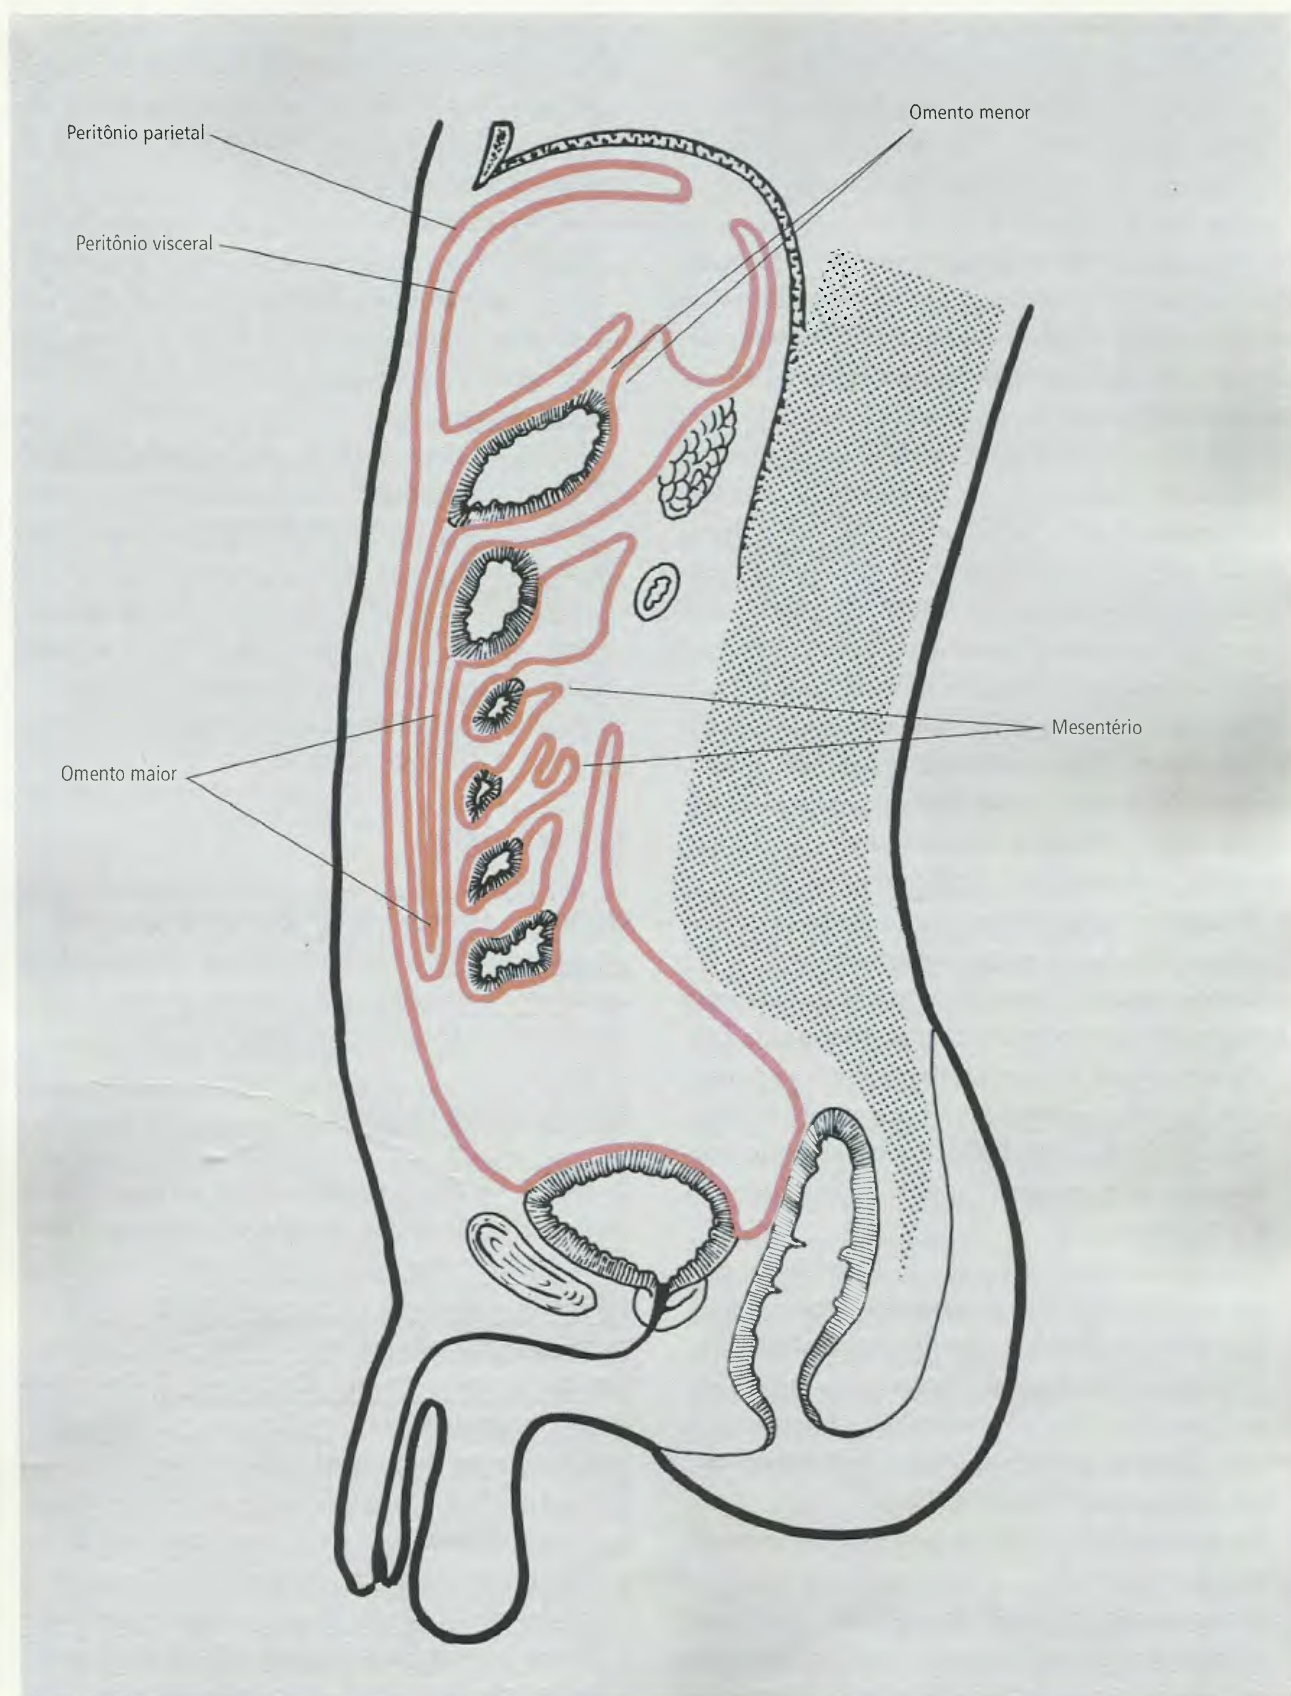 Omento menor
Peritônio parietal
Peritônio visceral
Mesentério
Omento maior